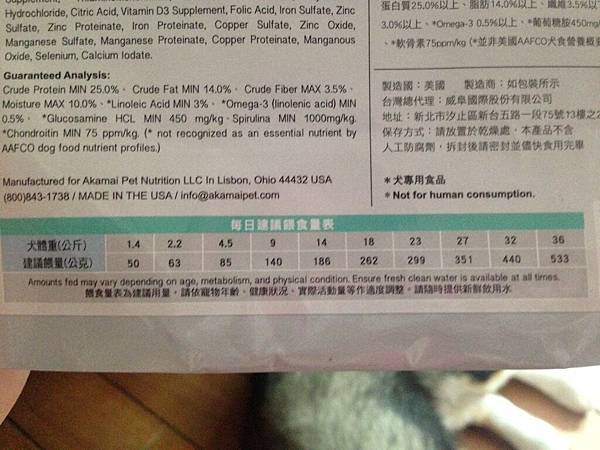 Supplement,
Hydrochloride, Citric Acid, Vitamin D3 Supplement, Folic Acid, Iron Sulfate, Zinc
Sulfate, Zinc Proteinate, Iron Proteinate, Copper Sulfate, Zinc Oxide,
Manganese Sulfate, Manganese Proteinate, Copper Proteinate, Manganous
Oxide, Selenium, Calcium Iodate.
Guaranteed Analysis:
Crude Protein MIN 25.0%、Crude Fat MIN 14.0%、Crude Fiber MAX 3.5%、
Moisture MAX 10.0%、*Linoleic Acid MIN 3%、*Omega-3 (linolenic acid) MIN
0.5%、*Glucosamine HCL MIN 450 mg/kg、Spirulina MIN 1000mg/kg.
*Chondroitin MIN 75 ppm/kg. (* not recognized as an essential nutrient by
AAFCO dog food nutrient profiles.)
Manufactured for Akamai Pet Nutrition LLC In Lisbon, Ohio 44432 USA
(800)843-1738 / MADE IN THE USA / info@akamaipet.com
蛋白質25.0%以上、脂肪14.0%以上、纖維3.5%以
3.0%以上、*Omega-3 0.5%以上、*葡萄糖胺450mg/
、*軟骨素75ppm/kg (*並非美國AAFCO犬食營養概要
製造國：美國 製造商：如包裝所示
台灣總代理：威阜國際股份有限公司
地址：新北市汐止區新台五路一段75號13樓之2
保存方式：請放置於乾燥處，本產品不含
人工防腐劑，拆封後請密封並儘快食用完畢
＊犬專用食品
＊Not for human consumption.
每日建議餵食量表
犬體重(公斤) 1.4 2.2 4.5 9 14 18 23 27 32 36
建議餵量(公克) 50 63 85 140 186 262 299 351 440 533
Amounts fed may vary depending on age, metabolism, and physical condition. Ensure fresh clean water is available at all times.
餵食量表為建議用量，請依寵物年齡、健康狀況、實際活動量等作適度調整。請隨時提供新鮮飲用水